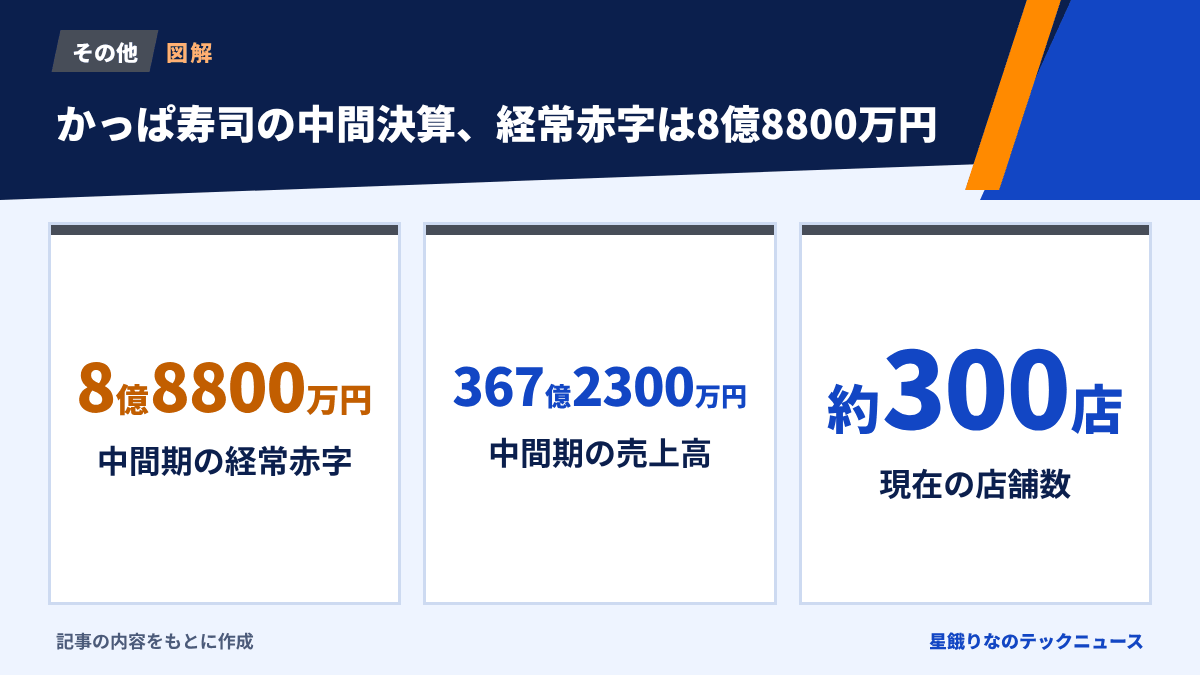 その他 図解
かっぱ寿司の中間決算、経常赤字は8億8800万円
8億8800万円
中間期の経常赤字
367億2300万円
中間期の売上高
約300店
現在の店舗数
記事の内容をもとに作成
星餓りなのテックニュース